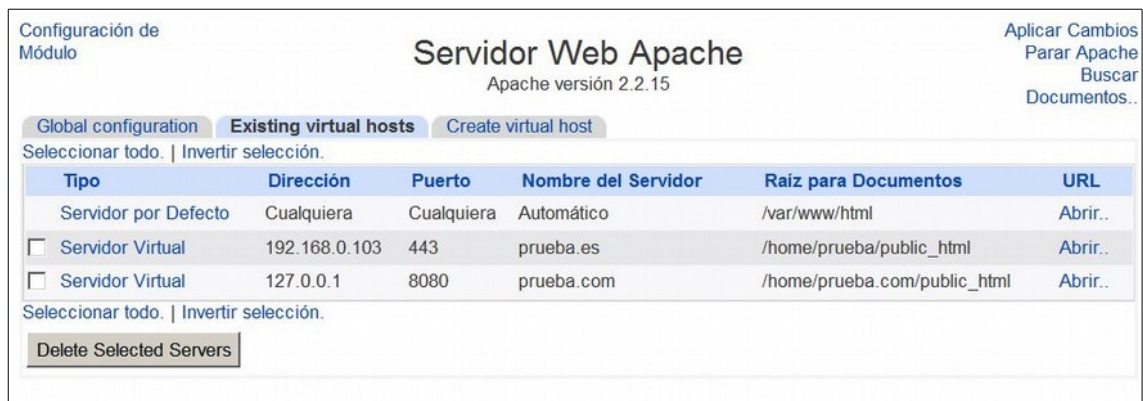 Configuración de
Módulo
Servidor Web Apache
Apache versión 2.2.15
Aplicar Cambios
Parar Apache
Buscar
Documentos..
Global configuration Existing virtual hosts Create virtual host
Seleccionar todo. | Invertir selección.
Tipo Dirección Puerto Nombre del Servidor Raíz para Documentos URL
Servidor por Defecto Cualquiera Cualquiera Automático /var/www/html Abrir..
Servidor Virtual 192.168.0.103 443 prueba.es /home/prueba/public_html Abrir..
Servidor Virtual 127.0.0.1 8080 prueba.com /home/prueba.com/public_html Abrir..
Seleccionar todo. | Invertir selección.
Delete Selected Servers